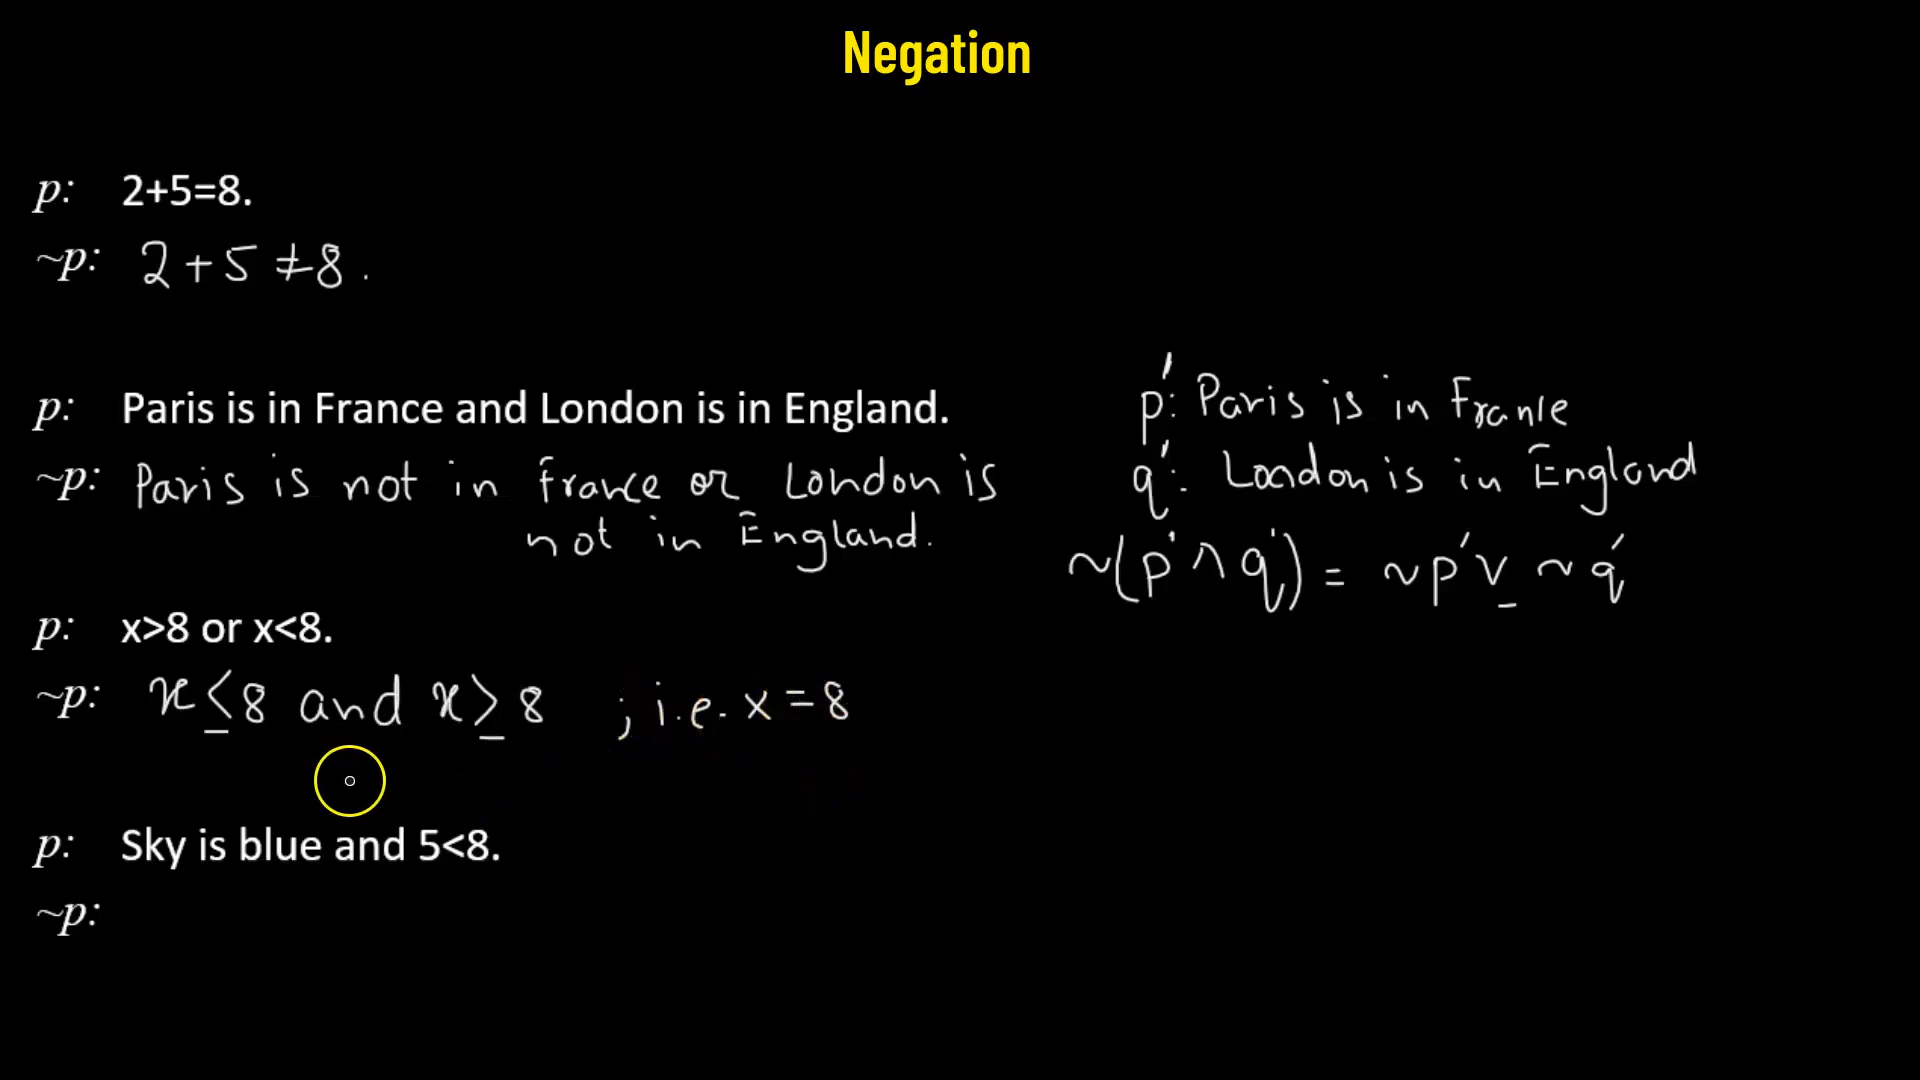 Negation
p: 2+5=8.
~p: 2+5≠8.
p: Paris is in France and London is in England.
~p: Paris is not in france or London is
not in England.
p': Paris is in France
q': London is in England
~(p'∧q') = ~p'∨~q'
p: x>8 or x<8.
~p: x≤8 and x≥8 ; i.e. x=8
p: Sky is blue and 5<8.
~p: